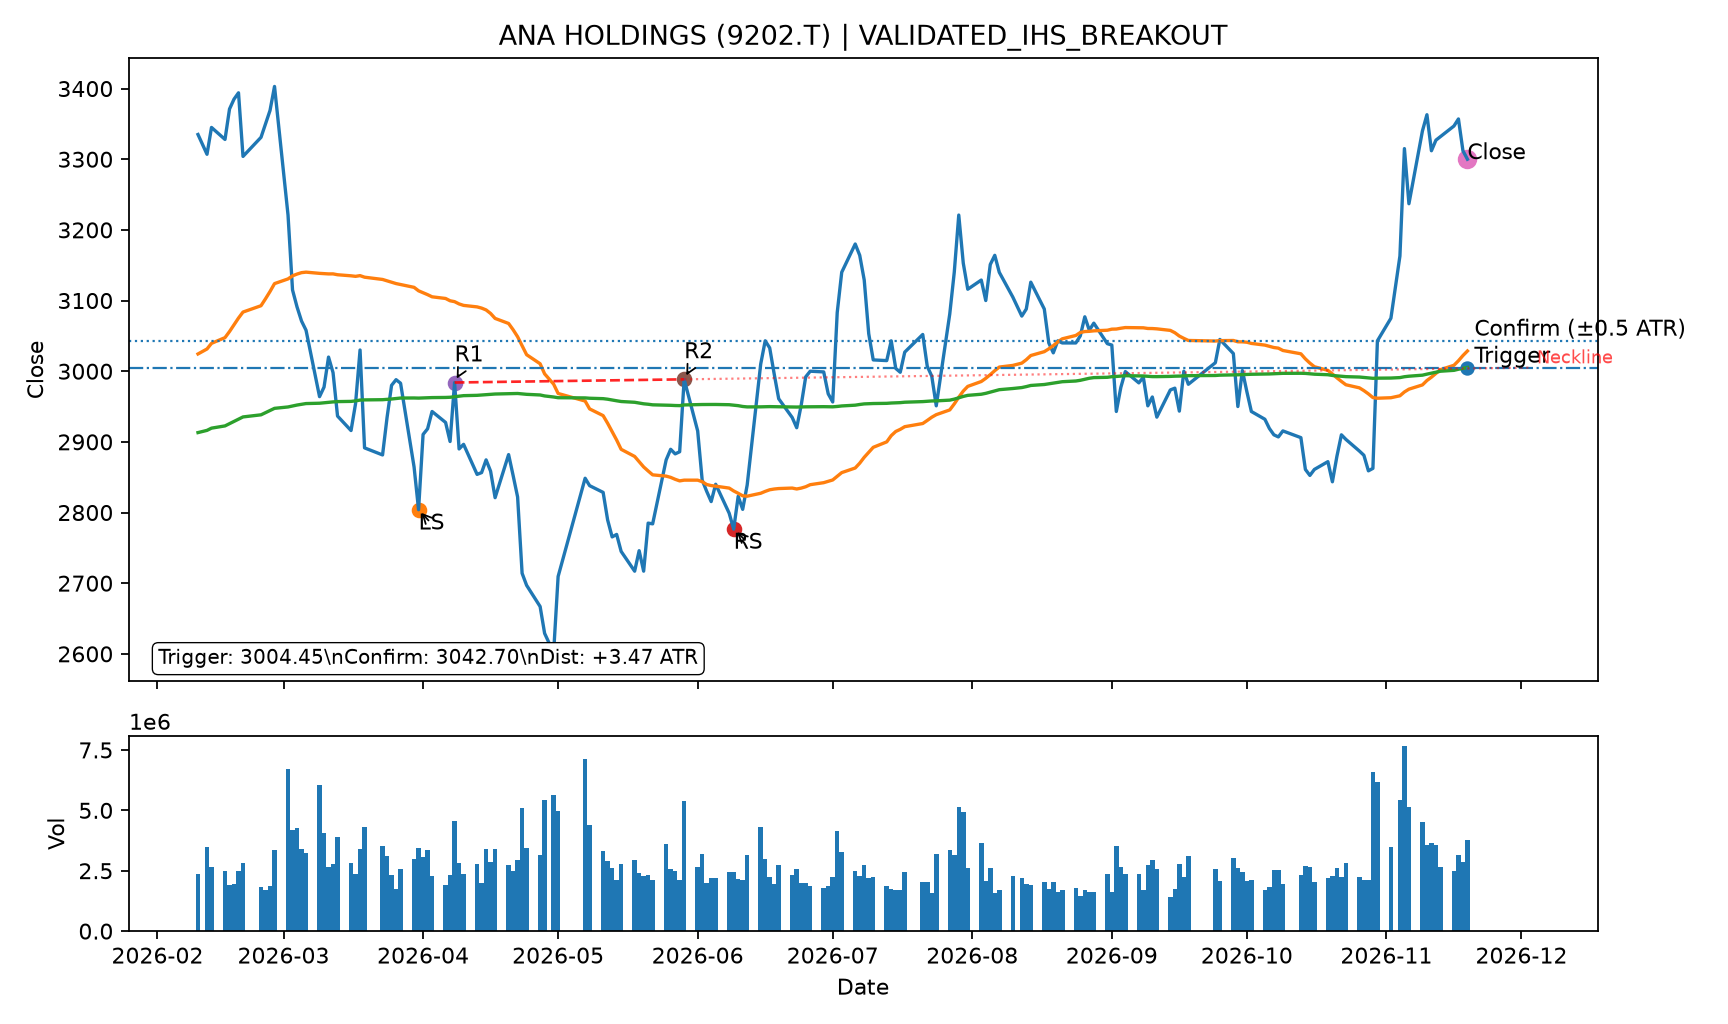 ANA HOLDINGS (9202.T) | VALIDATED_IHS_BREAKOUT
Close
3400
3300
3200
3100
3000
2900
2800
2700
2600
R1
R2
LS
RS
Close
Confirm (±0.5 ATR)
Trigger
Neckline
Trigger: 3004.45\nConfirm: 3042.70\nDist: +3.47 ATR
1e6
Vol
7.5
5.0
2.5
0.0
2026-02 2026-03 2026-04 2026-05 2026-06 2026-07 2026-08 2026-09 2026-10 2026-11 2026-12
Date